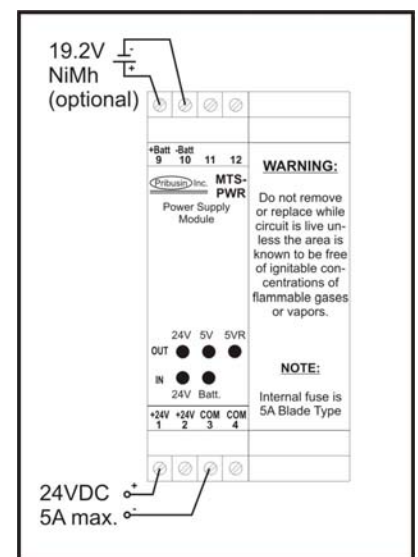 19.2V
NiMh
(optional)
+
-
+Batt -Batt
9 10 11 12
Pribusin Inc.
MTS-
PWR
Power Supply
Module
24V 5V 5VR
OUT
IN
24V Batt.
+24V +24V COM COM
1 2 3 4
WARNING:
Do not remove
or replace while
circuit is live un-
less the area is
known to be free
of ignitable con-
centrations of
flammable gases
or vapors.
NOTE:
Internal fuse is
5A Blade Type
24VDC +
5A max. -